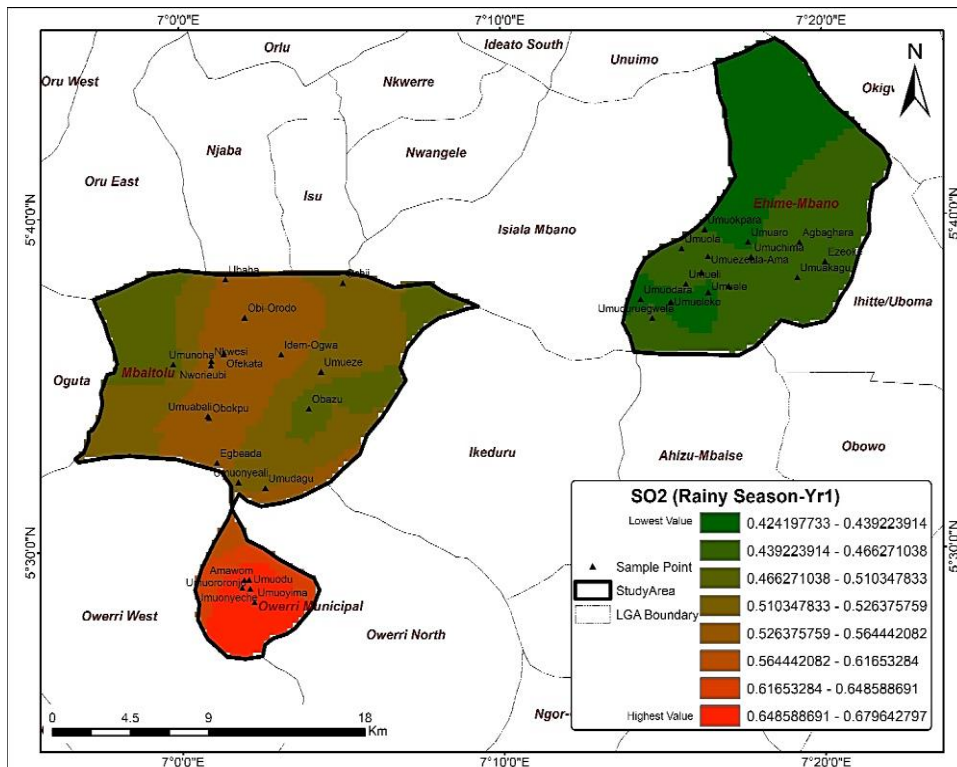 7°0'0"E
7°10'0"E
7°20'0"E
Orlu
Ideato South
Unuimo
N
Oru West
Nkwerre
Okigw
Njaba
Nwangele
Oru East
Isu
Ehime-Mbano
5°40'0"N
5°40'0"N
Isiala Mbano
Umuokpara
Umuaro
Agbaghara
Umuola
Umuchima
Umuezeala-Ama
Ezeoke
Umuakagu
Umueli
Umuodara
Umuele
Ubaha
Umuduruegwele
Umusioko
Ihitte/Uboma
Obi-Orodo
Umunoha
Nkwesi
Idem-Ogwa
Ofekata
Umueze
Mbaitolu
Oguta
Nworieubi
Obazu
Umuabali
Obokpu
Ikeduru
Ahizu-Mbaise
Obowo
Egbeada
Umuonyeali
Umudagu
5°30'0"N
5°30'0"N
Amawom
Umuodu
Umuororonjo
Umuoyima
Umuonyeche
Owerri Municipal
Owerri West
Owerri North
Ngor-
SO2 (Rainy Season-Yr1)
Lowest Value
0.424197733 - 0.439223914
0.439223914 - 0.466271038
Sample Point
0.466271038 - 0.510347833
StudyArea
0.510347833 - 0.526375759
LGA Boundary
0.526375759 - 0.564442082
0.564442082 - 0.61653284
0.61653284 - 0.648588691
Highest Value
0.648588691 - 0.679642797
0 4.5 9 18
Km
7°0'0"E
7°10'0"E
7°20'0"E